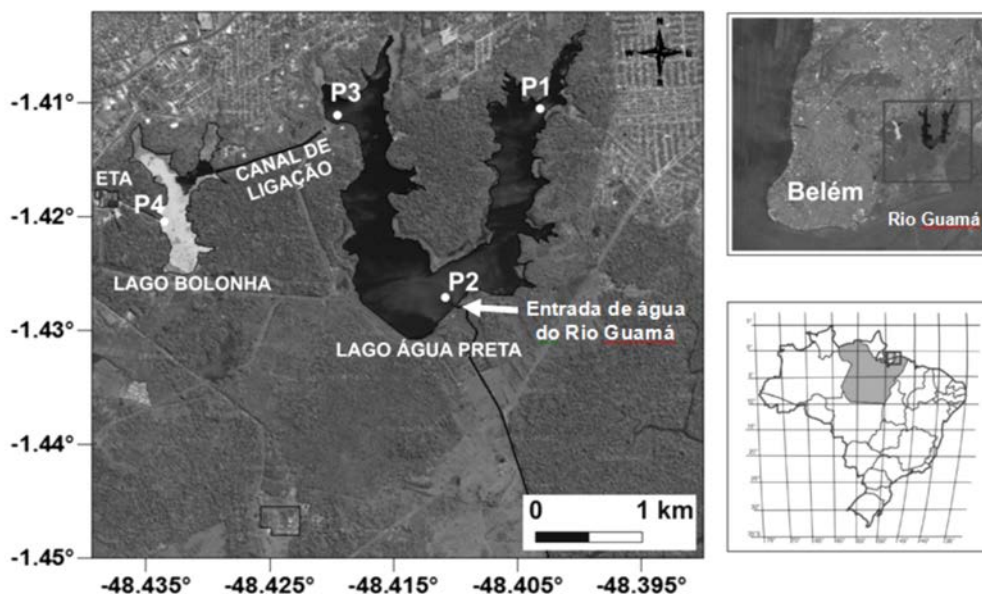 -1.41°
-1.42°
-1.43°
-1.44°
-1.45°
P3
P1
CANAL DE
LIGAÇÃO
ETA
P4
LAGO BOLONHA
P2
Entrada de água
do Rio Guamá
LAGO ÁGUA PRETA
0 1 km
-48.435° -48.425° -48.415° -48.405° -48.395°
Belém
Rio Guamá